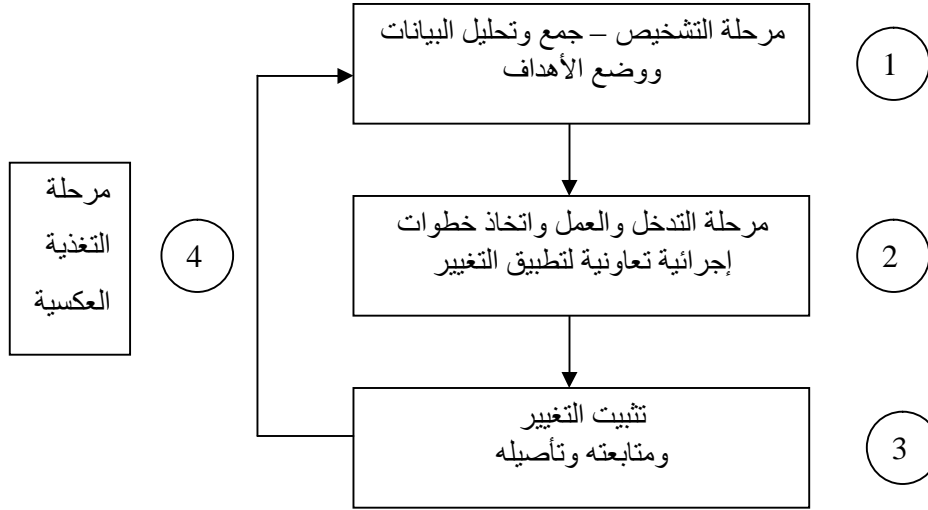 مرحلة التشخيص – جمع وتحليل البيانات
ووضع الأهداف
1
مرحلة التدخل والعمل واتخاذ خطوات
إجرائية تعاونية لتطبيق التغيير
2
تثبيت التغيير
ومتابعته وتأصيله
3
4
مرحلة
التغذية
العكسية